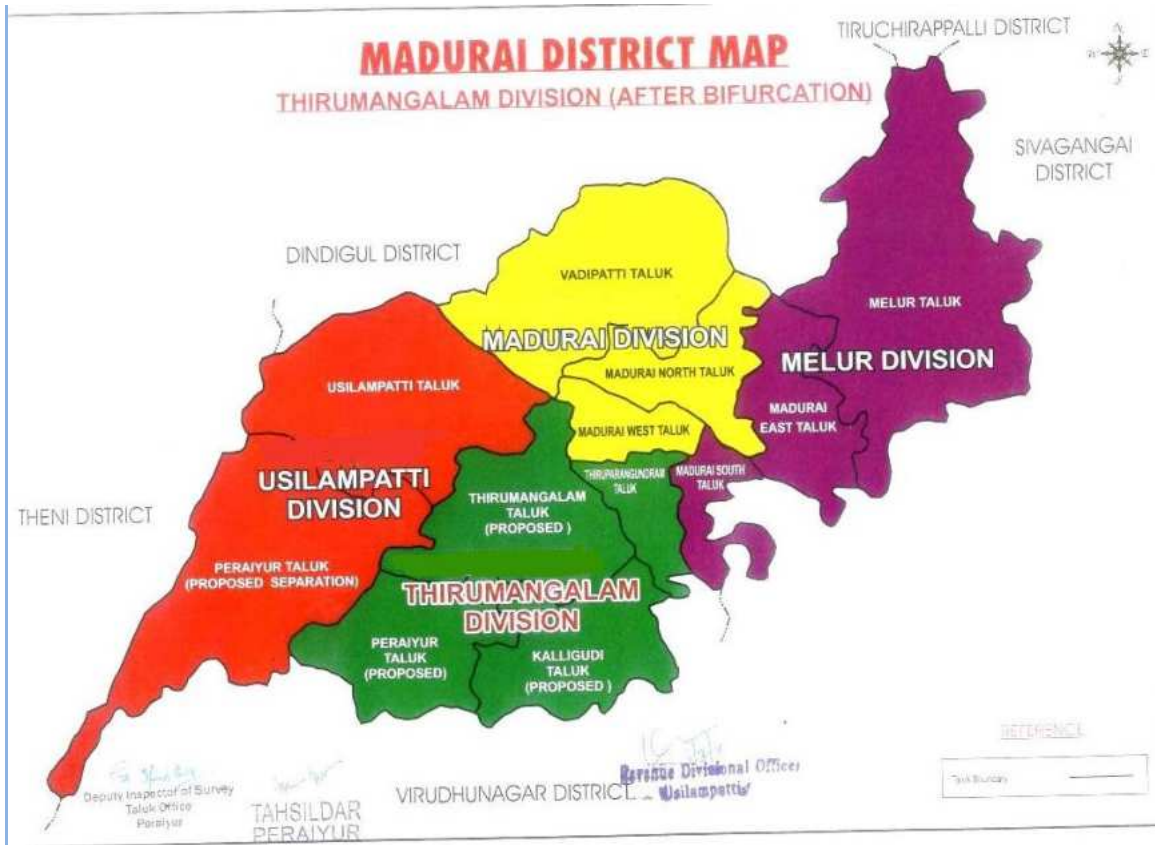 TIRUCHIRAPPALLI DISTRICT
MADURAI DISTRICT MAP
THIRUMANGALAM DIVISION (AFTER BIFURCATION)
SIVAGANGAI
DISTRICT
DINDIGUL DISTRICT
VADIPATTI TALUK
MELUR TALUK
MADURAI DIVISION
MELUR DIVISION
MADURAI NORTH TALUK
USILAMPATTI TALUK
MADURAI
EAST TALUK
MADURAI WEST TALUK
THIRUPARANGUNDRAM
TALUK
MADURAI SOUTH
TALUK
USILAMPATTI
DIVISION
THIRUMANGALAM
TALUK
(PROPOSED )
THENI DISTRICT
PERAIYUR TALUK
(PROPOSED SEPARATION)
THIRUMANGALAM
DIVISION
PERAIYUR
TALUK
(PROPOSED)
KALLIGUDI
TALUK
(PROPOSED )
REFERENCE
Boundary
Deputy Inspector of Survey
Taluk Office
Peraiyur
TAHSILDAR
PERAIYUR
VIRUDHUNAGAR DISTRICT
Revenue Divisional Officer
Usilampatti